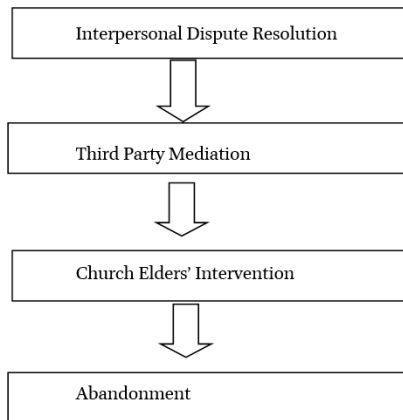 Interpersonal Dispute Resolution
Third Party Mediation
Church Elders’ Intervention
Abandonment